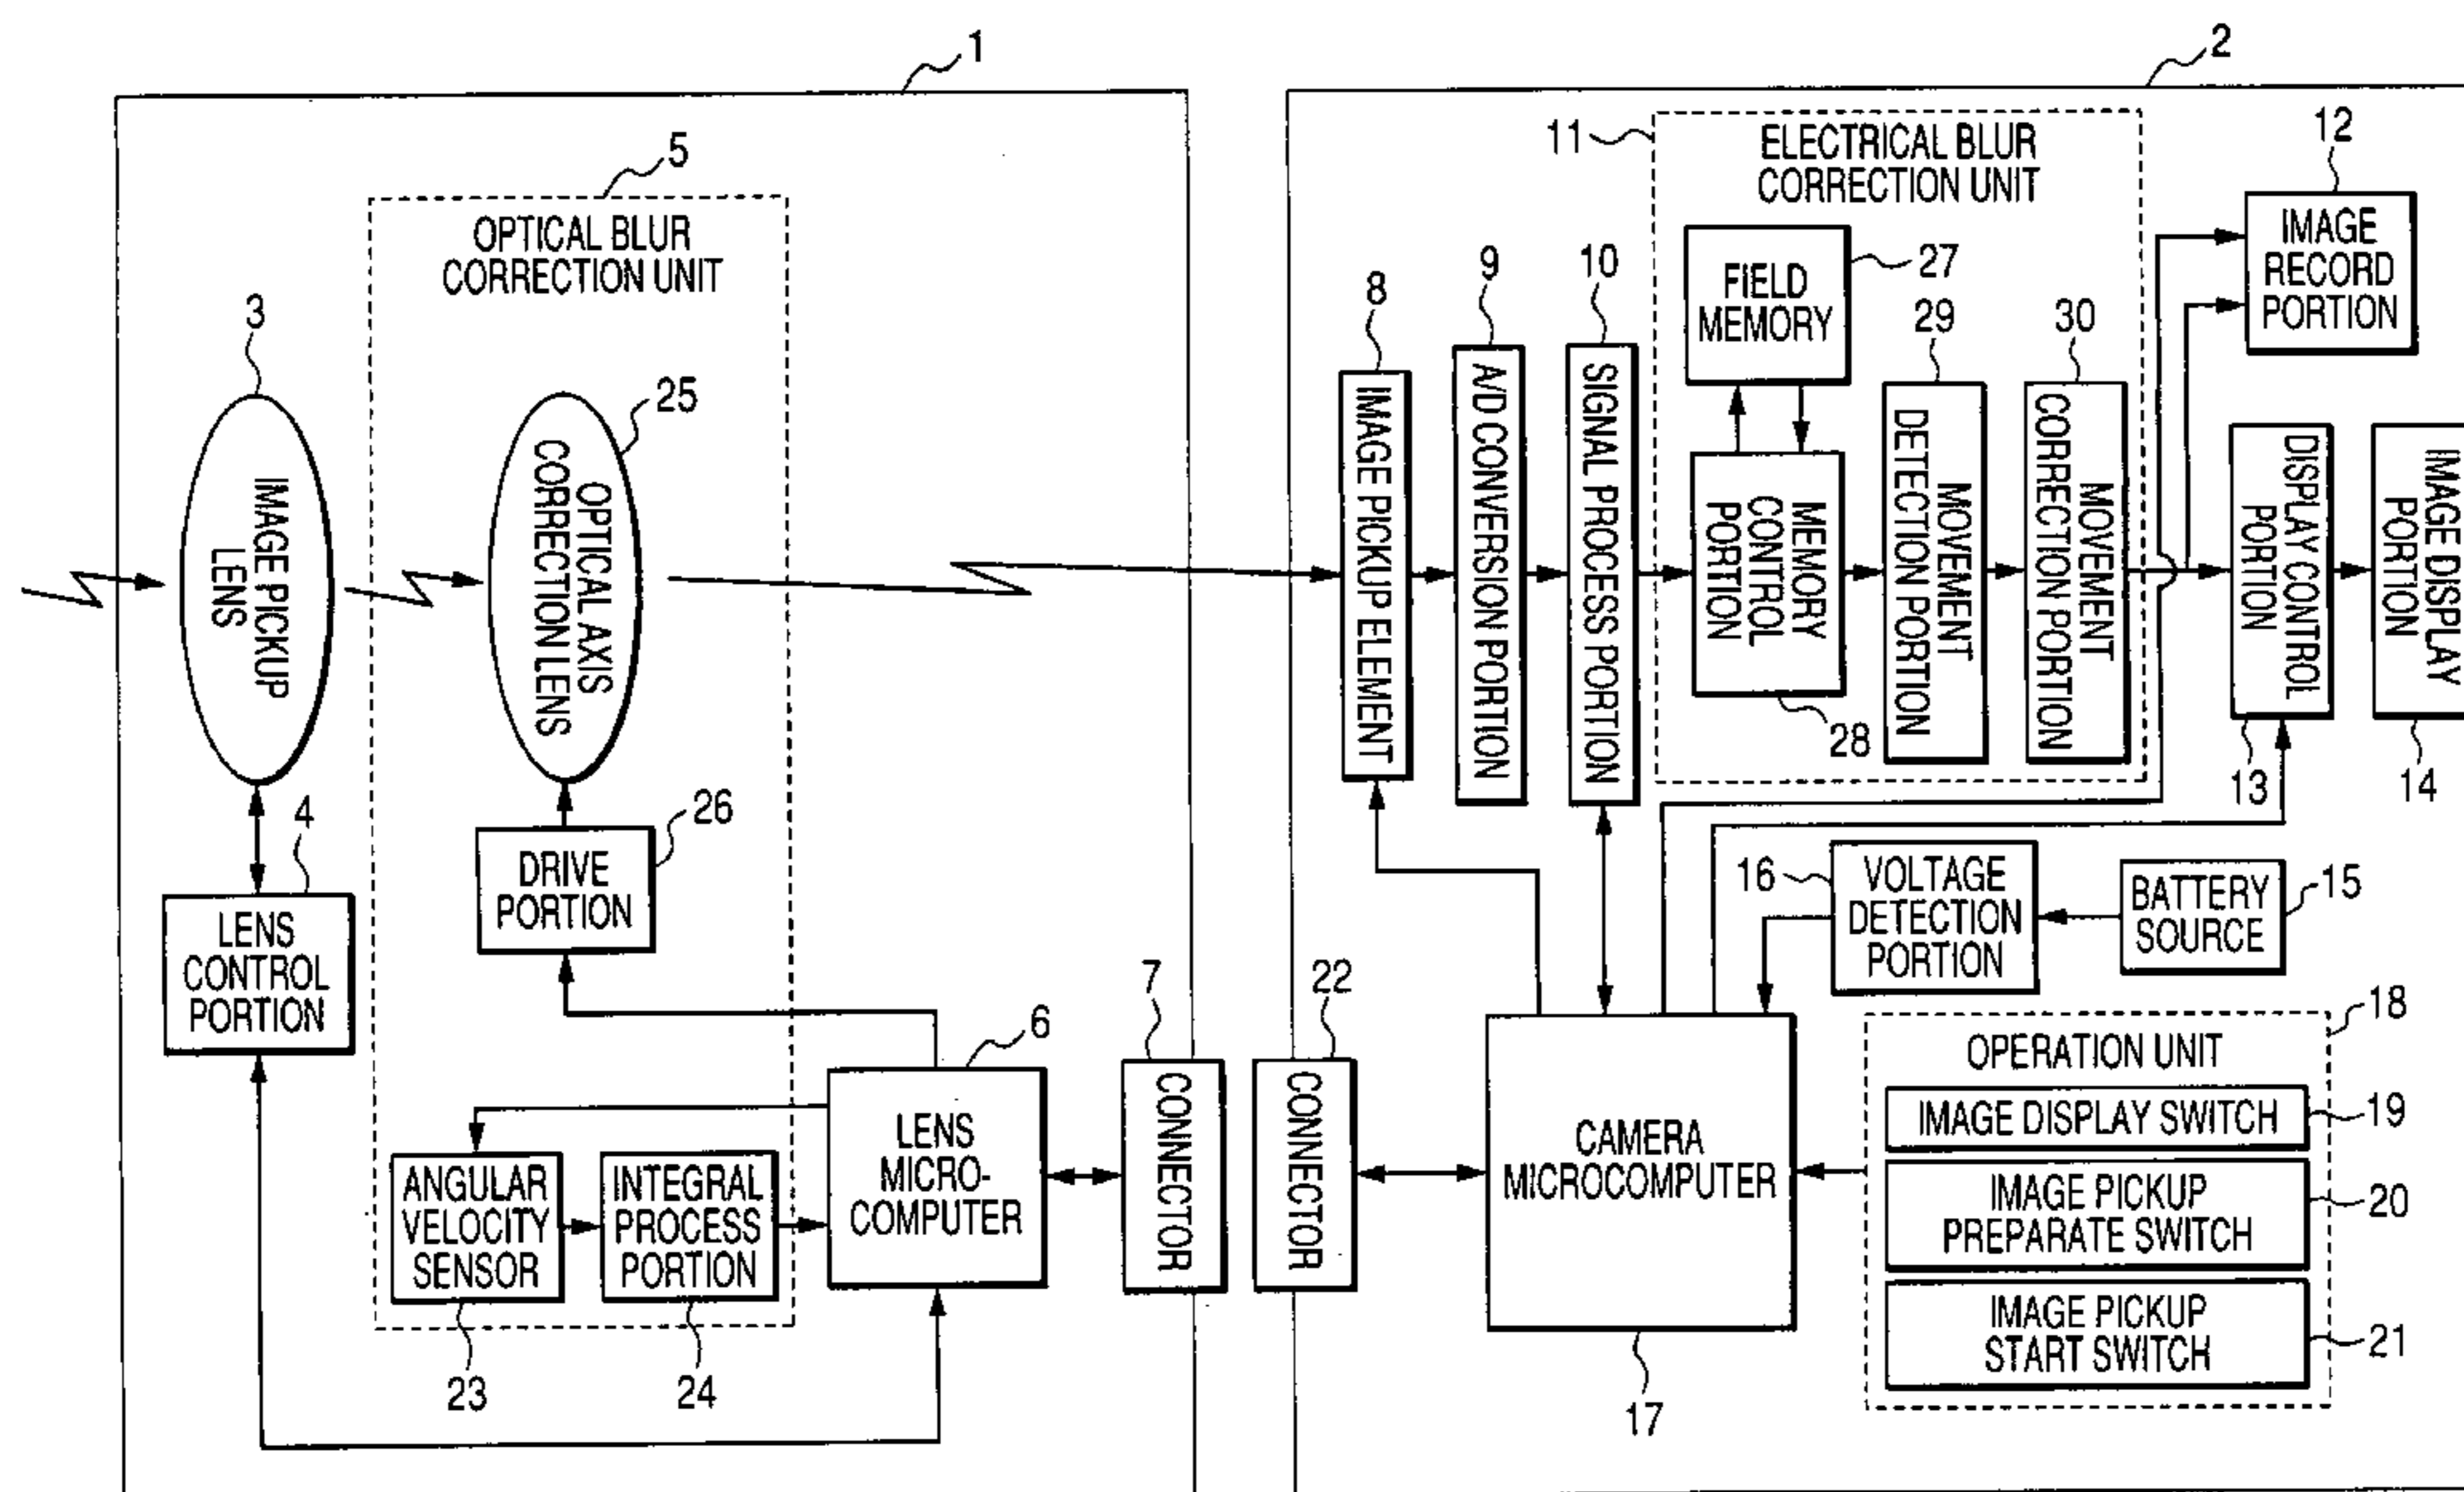 1
2
5
OPTICAL BLUR
CORRECTION UNIT
3
IMAGE PICKUP
LENS
25
OPTICAL AXIS
CORRECTION LENS
4
LENS
CONTROL
PORTION
26
DRIVE
PORTION
6
LENS
MICRO-
COMPUTER
ANGULAR
VELOCITY
SENSOR
23
INTEGRAL
PROCESS
PORTION
24
7
CONNECTOR
22
CONNECTOR
11
ELECTRICAL BLUR
CORRECTION UNIT
8
IMAGE PICKUP ELEMENT
9
A/D CONVERSION PORTION
10
SIGNAL PROCESS PORTION
FIELD
MEMORY
27
MEMORY
CONTROL
PORTION
28
29
MOVEMENT
DETECTION PORTION
30
MOVEMENT
CORRECTION PORTION
12
IMAGE
RECORD
PORTION
DISPLAY CONTROL
PORTION
13
IMAGE DISPLAY
PORTION
14
16
VOLTAGE
DETECTION
PORTION
BATTERY
SOURCE
15
CAMERA
MICROCOMPUTER
17
18
OPERATION UNIT
IMAGE DISPLAY SWITCH
19
IMAGE PICKUP
PREPARATE SWITCH
20
IMAGE PICKUP
START SWITCH
21